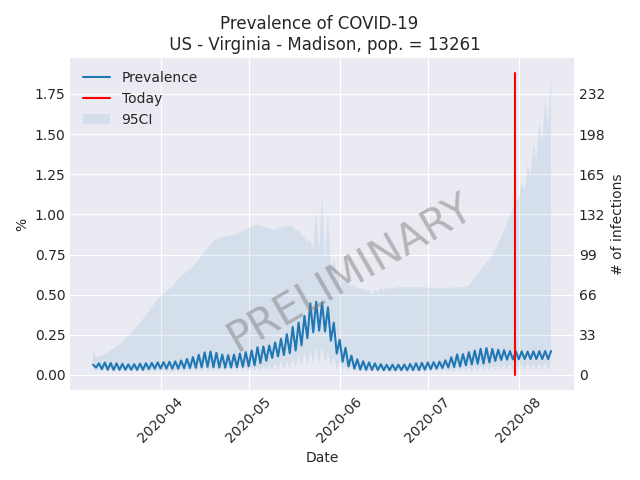 Prevalence of COVID-19
US - Virginia - Madison, pop. = 13261
Prevalence
Today
95CI
1.75
1.50
1.25
1.00
0.75
0.50
0.25
0.00
%
232
198
165
132
99
66
33
0
# of infections
PRELIMINARY
2020-04
2020-05
2020-06
2020-07
2020-08
Date